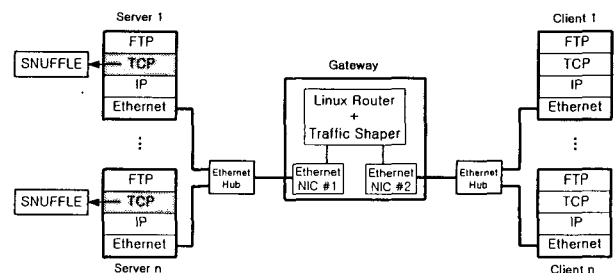 Server 1
FTP
SNUFFLE
TCP
IP
Ethernet
⋮
FTP
SNUFFLE
TCP
IP
Ethernet
Server n
Ethernet
Hub
Gateway
Linux Router
+
Traffic Shaper
Ethernet
NIC #1
Ethernet
NIC #2
Ethernet
Hub
Client 1
FTP
TCP
IP
Ethernet
⋮
FTP
TCP
IP
Ethernet
Client n